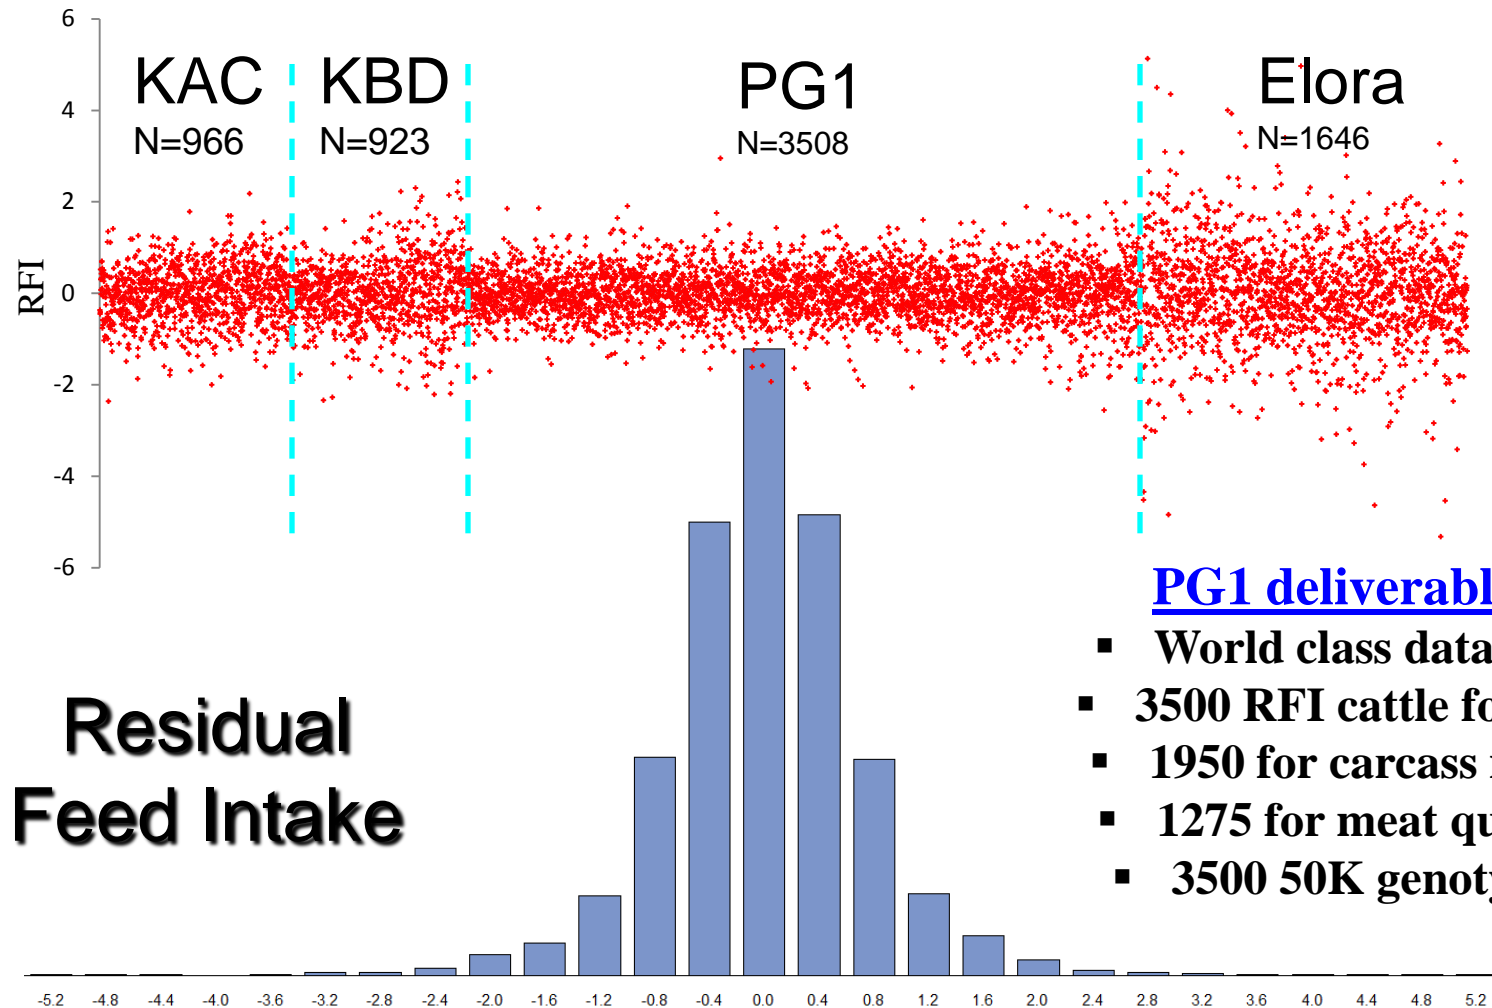 6
4
2
0
-2
-4
-6
RFI
KAC
N=966
KBD
N=923
PG1
N=3508
Elora
N=1646
PG1 deliverabl
▪ World class data
▪ 3500 RFI cattle fo
▪ 1950 for carcass
▪ 1275 for meat qu
▪ 3500 50K genoty
Residual
Feed Intake
-5.2 -4.8 -4.4 -4.0 -3.6 -3.2 -2.8 -2.4 -2.0 -1.6 -1.2 -0.8 -0.4 0.0 0.4 0.8 1.2 1.6 2.0 2.4 2.8 3.2 3.6 4.0 4.4 4.8 5.2